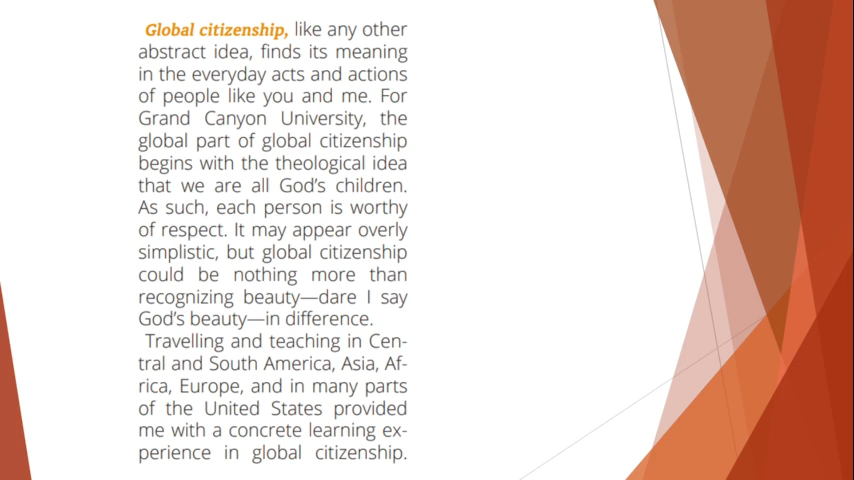 Global citizenship, like any other
abstract idea, finds its meaning
in the everyday acts and actions
of people like you and me. For
Grand Canyon University, the
global part of global citizenship
begins with the theological idea
that we are all God’s children.
As such, each person is worthy
of respect. It may appear overly
simplistic, but global citizenship
could be nothing more than
recognizing beauty—dare I say
God’s beauty—in difference.
Travelling and teaching in Cen-
tral and South America, Asia, Af-
rica, Europe, and in many parts
of the United States provided
me with a concrete learning ex-
perience in global citizenship.